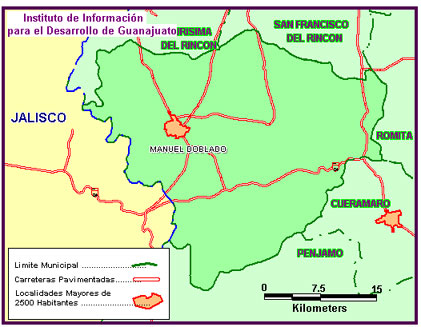 Instituto de Información
para el Desarrollo de Guanajuato
RISIMA
DEL RINCON
SAN FRANCISCO
DEL RINCON
JALISCO
MANUEL DOBLADO
ROMITA
CUERAMARO
PENJAMO
Limite Municipal ....................
Carreteras Pavimentadas.....
Localidades Mayores de
2500 Habitantes ............
0 7.5 15
Kilometers